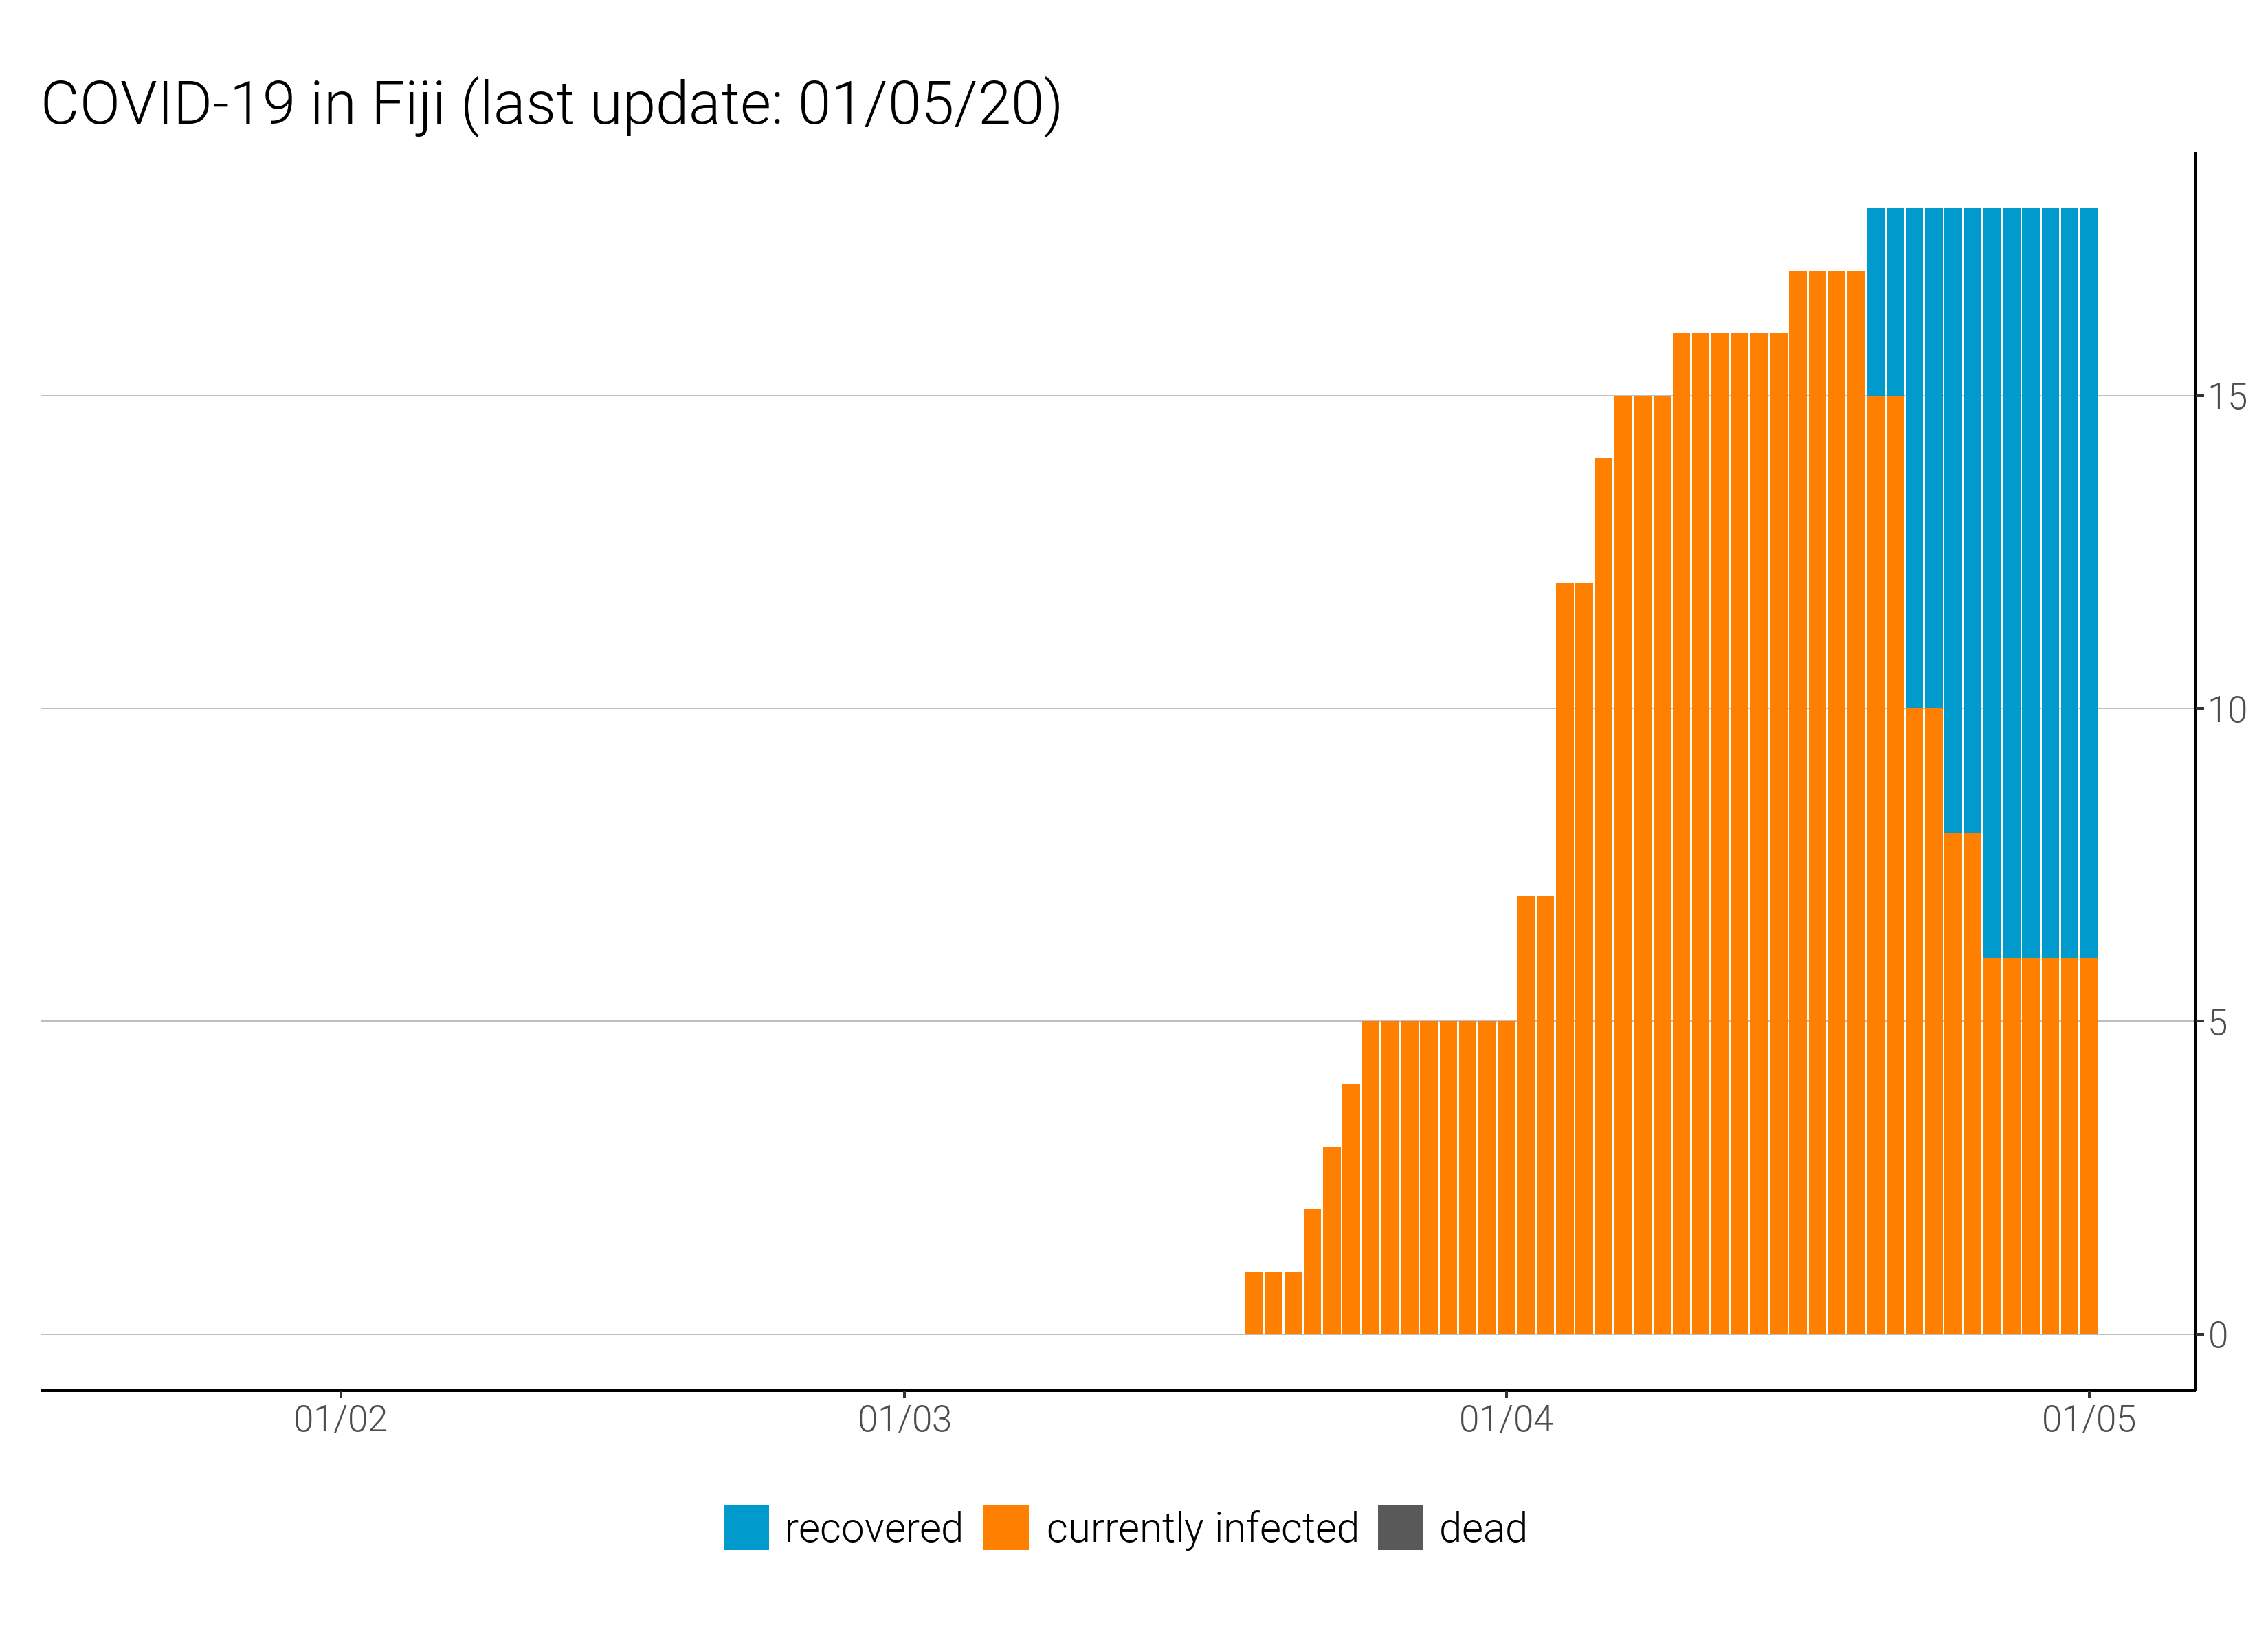 COVID-19 in Fiji (last update: 01/05/20)
15
10
5
0
01/02 01/03 01/04 01/05
recovered currently infected dead